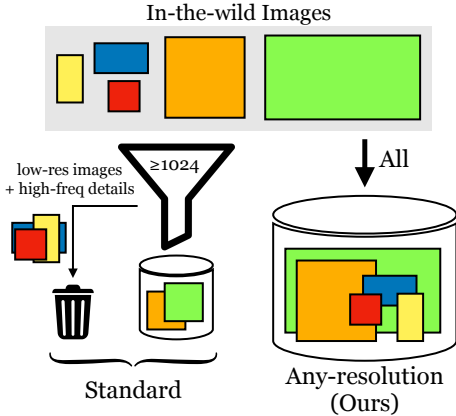 In-the-wild Images
≥1024
All
low-res images
+ high-freq details
Standard
Any-resolution
(Ours)